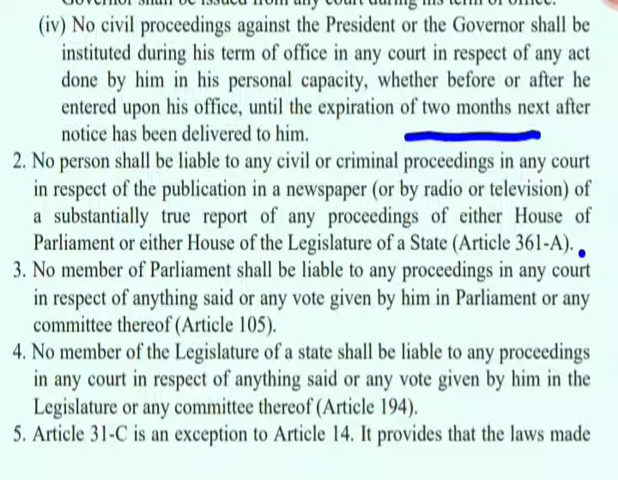 (iv) No civil proceedings against the President or the Governor shall be
instituted during his term of office in any court in respect of any act
done by him in his personal capacity, whether before or after he
entered upon his office, until the expiration of two months next after
notice has been delivered to him.
2. No person shall be liable to any civil or criminal proceedings in any court
in respect of the publication in a newspaper (or by radio or television) of
a substantially true report of any proceedings of either House of
Parliament or either House of the Legislature of a State (Article 361-A).
3. No member of Parliament shall be liable to any proceedings in any court
in respect of anything said or any vote given by him in Parliament or any
committee thereof (Article 105).
4. No member of the Legislature of a state shall be liable to any proceedings
in any court in respect of anything said or any vote given by him in the
Legislature or any committee thereof (Article 194).
5. Article 31-C is an exception to Article 14. It provides that the laws made